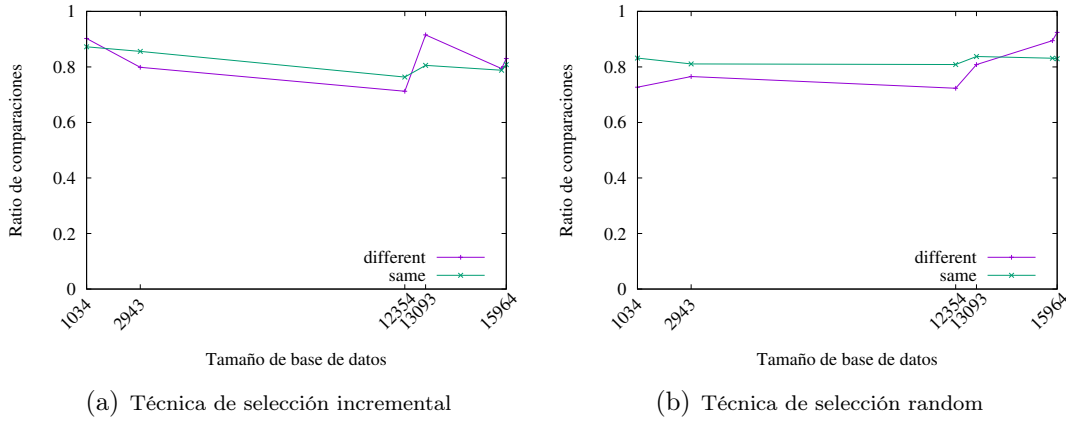 1
0.8
0.6
0.4
0.2
0
Ratio de comparaciones
different
same
1034
2943
12354
13093
15964
Tamaño de base de datos
(a) Técnica de selección incremental
1
0.8
0.6
0.4
0.2
0
Ratio de comparaciones
different
same
1034
2943
12354
13093
15964
Tamaño de base de datos
(b) Técnica de selección random